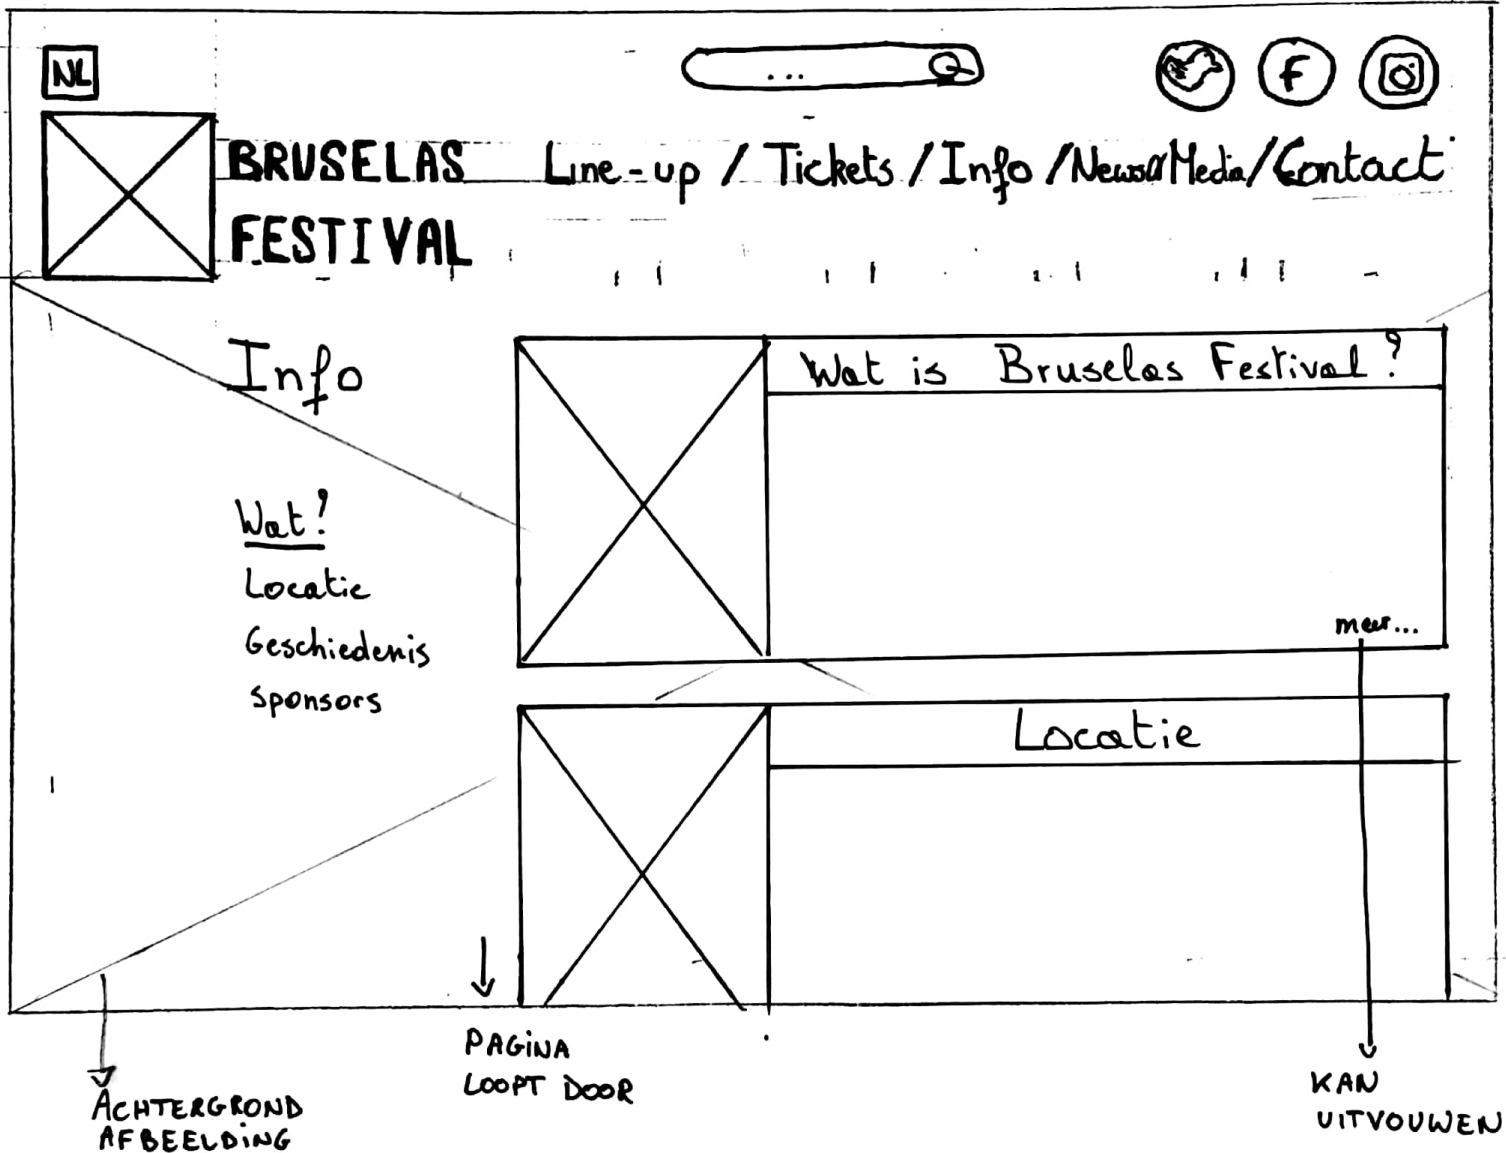 NL
...
f
BRUSELAS
FESTIVAL
Line-up / Tickets / Info / News & Media / Contact
Info
Wat?
Locatie
Geschiedenis
sponsors
Wat is Bruselas Festival?
meer...
Locatie
ACHTERGROND
AFBEELDING
PAGINA
LOOPT DOOR
KAN
UITVOUWEN